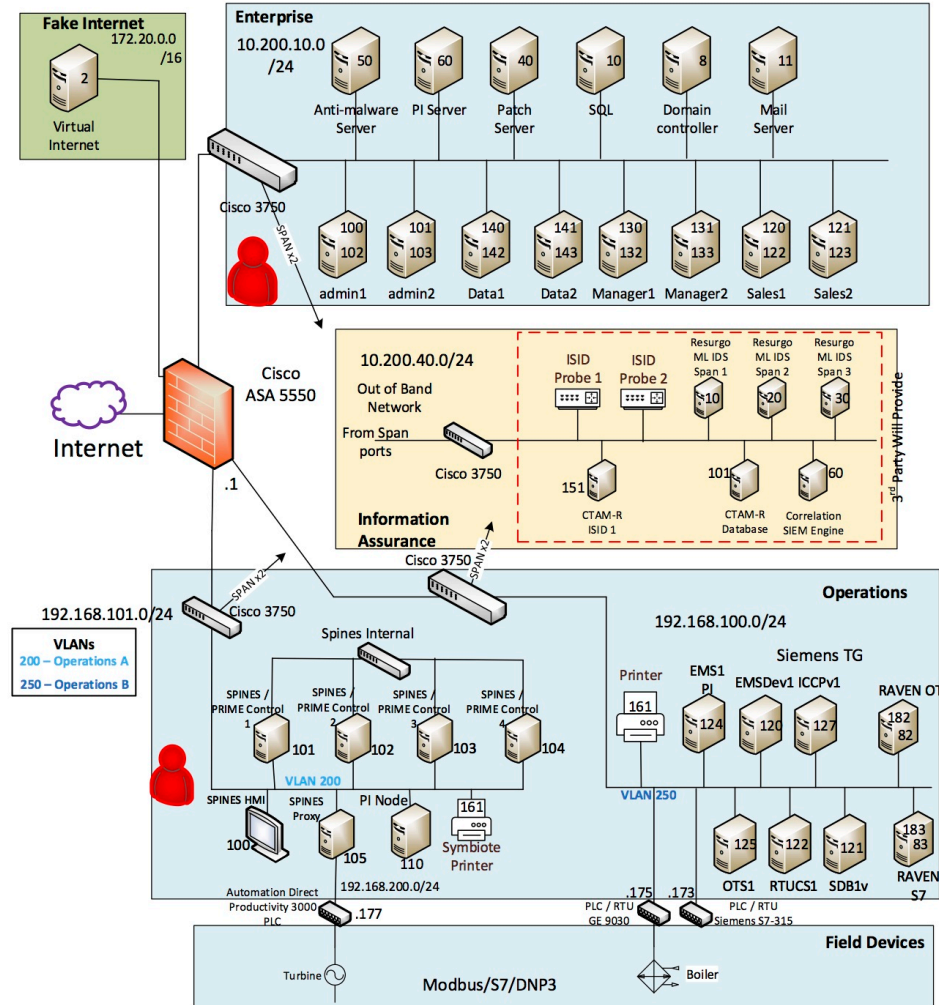 Fake Internet
172.20.0.0
/16
2
Virtual
Internet
Enterprise
10.200.10.0
/24
50
60
40
10
8
11
Anti-malware
Server
PI Server
Patch
Server
SQL
Domain
controller
Mail
Server
Cisco 3750
SPAN x2
100
102
101
103
140
142
141
143
130
132
131
133
120
122
121
123
admin1
admin2
Data1
Data2
Manager1
Manager2
Sales1
Sales2
Cisco
ASA 5550
Internet
.1
10.200.40.0/24
Out of Band
Network
From Span
ports
Cisco 3750
ISID
Probe 1
ISID
Probe 2
Resurgo
ML IDS
Span 1
Resurgo
ML IDS
Span 2
Resurgo
ML IDS
Span 3
10
20
30
151
101
60
CTAM-R
ISID 1
CTAM-R
Database
Correlation
SIEM Engine
3rd Party Will Provide
Information
Assurance
Cisco 3750
SPAN x2
SPAN x2
Cisco 3750
192.168.101.0/24
VLANs
200 – Operations A
250 – Operations B
Operations
192.168.100.0/24
Spines Internal
Siemens TG
SPINES /
PRIME Control
1
SPINES /
PRIME Control
2
SPINES /
PRIME Control
3
SPINES /
PRIME Control
4
101
102
103
104
VLAN 200
SPINES HMI
100
SPINES
Proxy
105
PI Node
110
161
Symbiote
Printer
Printer
161
EMS1
PI
124
EMSDev1
120
ICCPv1
127
RAVEN OT
182
82
VLAN 250
125
122
121
183
83
OTS1
RTUCS1
SDB1v
RAVEN
S7
192.168.200.0/24
Automation Direct
Productivity 3000
PLC
.177
.175
PLC / RTU
GE 9030
.173
PLC / RTU
Siemens S7-315
Field Devices
Turbine
Modbus/S7/DNP3
Boiler